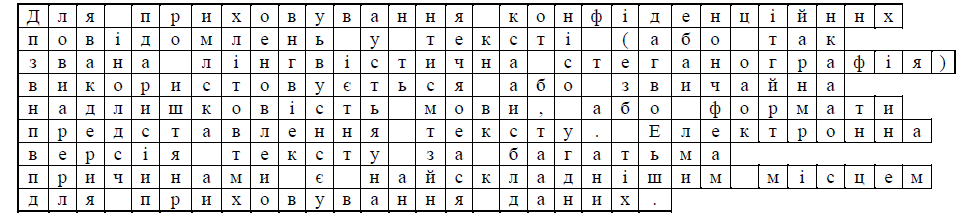 Для приховування конфіденційннх
повідомлень у тексті (або так
звана лінгвістична стеганографія)
використовується або звичайна
надлишковість мови, або формати
представлення тексту. Електронна
версія тексту за багатьма
причинами є найскладнішим місцем
для приховування даних.